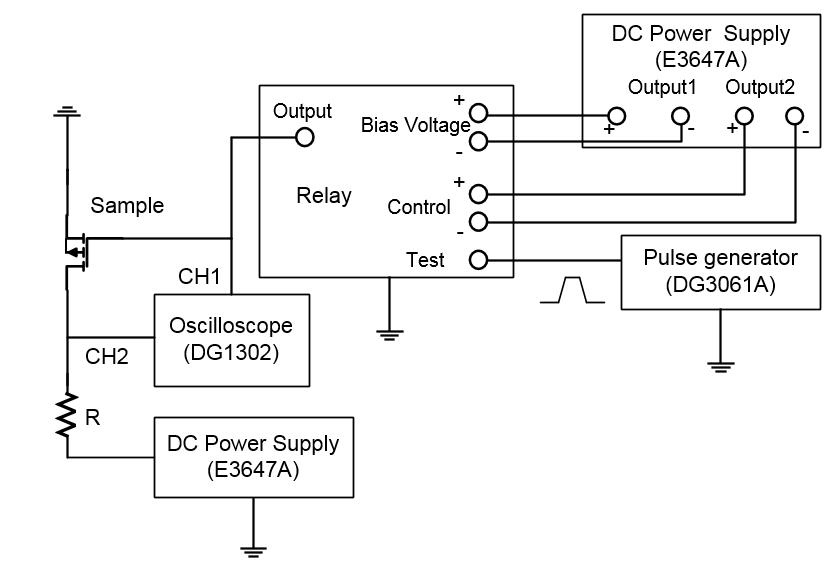 DC Power Supply
(E3647A)
Output1 Output2
+ - + -
Output
Bias Voltage
+
-
Relay
Control
+
-
Test
Sample
CH1
Pulse generator
(DG3061A)
Oscilloscope
(DG1302)
CH2
R
DC Power Supply
(E3647A)